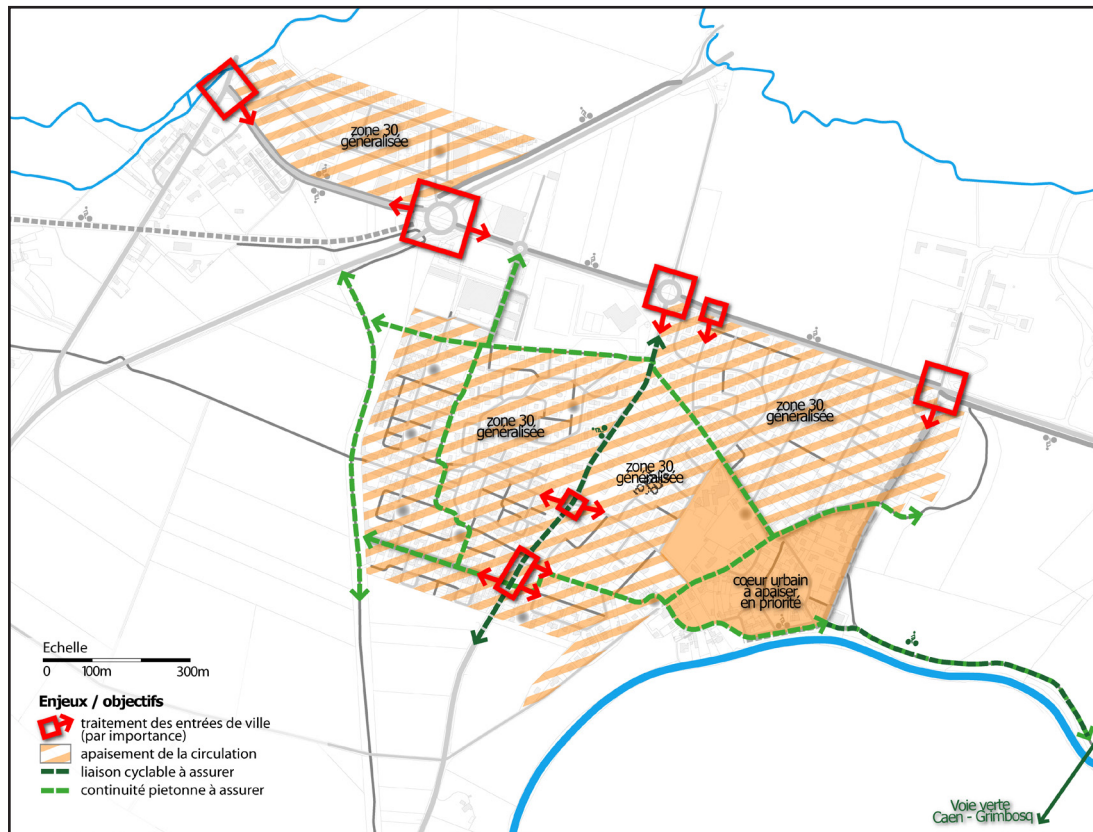 zone 30
généralisée
zone 30
généralisée
zone 30
généralisée
zone 30
généralisée
coeur urbain
à apaiser
en priorité
Echelle
0 100m 300m
Enjeux / objectifs
traitement des entrées de ville
(par importance)
apaisement de la circulation
liaison cyclable à assurer
continuité pietonne à assurer
Voie verte
Caen - Grimbosq